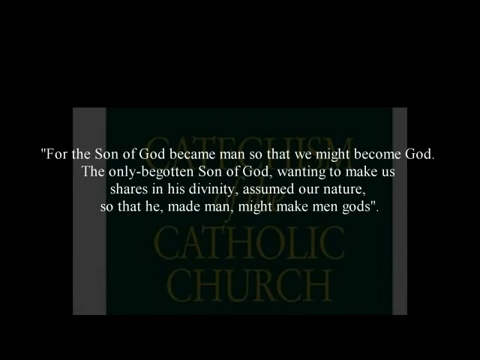 "For the Son of God became man so that we might become God.
The only-begotten Son of God, wanting to make us
shares in his divinity, assumed our nature,
so that he, made man, might make men gods".
CATECHISM
of the
CATHOLIC
CHURCH